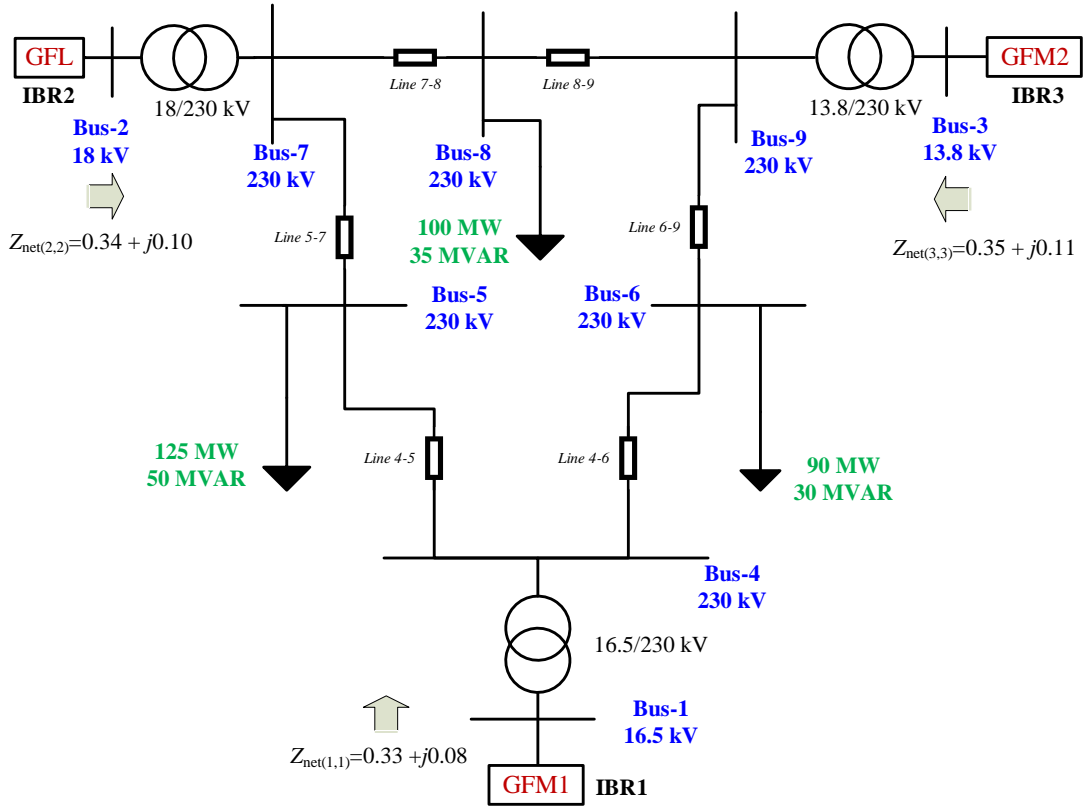 GFL
IBR2
18/230 kV
Bus-2
18 kV
Z_net(2,2)=0.34 + j0.10
Bus-7
230 kV
Line 7-8
Bus-8
230 kV
Line 8-9
100 MW
35 MVAR
Bus-9
230 kV
13.8/230 kV
GFM2
IBR3
Bus-3
13.8 kV
Z_net(3,3)=0.35 + j0.11
Line 5-7
Line 6-9
Bus-5
230 kV
Bus-6
230 kV
125 MW
50 MVAR
Line 4-5
Line 4-6
90 MW
30 MVAR
Bus-4
230 kV
16.5/230 kV
Bus-1
16.5 kV
Z_net(1,1)=0.33 +j0.08
GFM1
IBR1